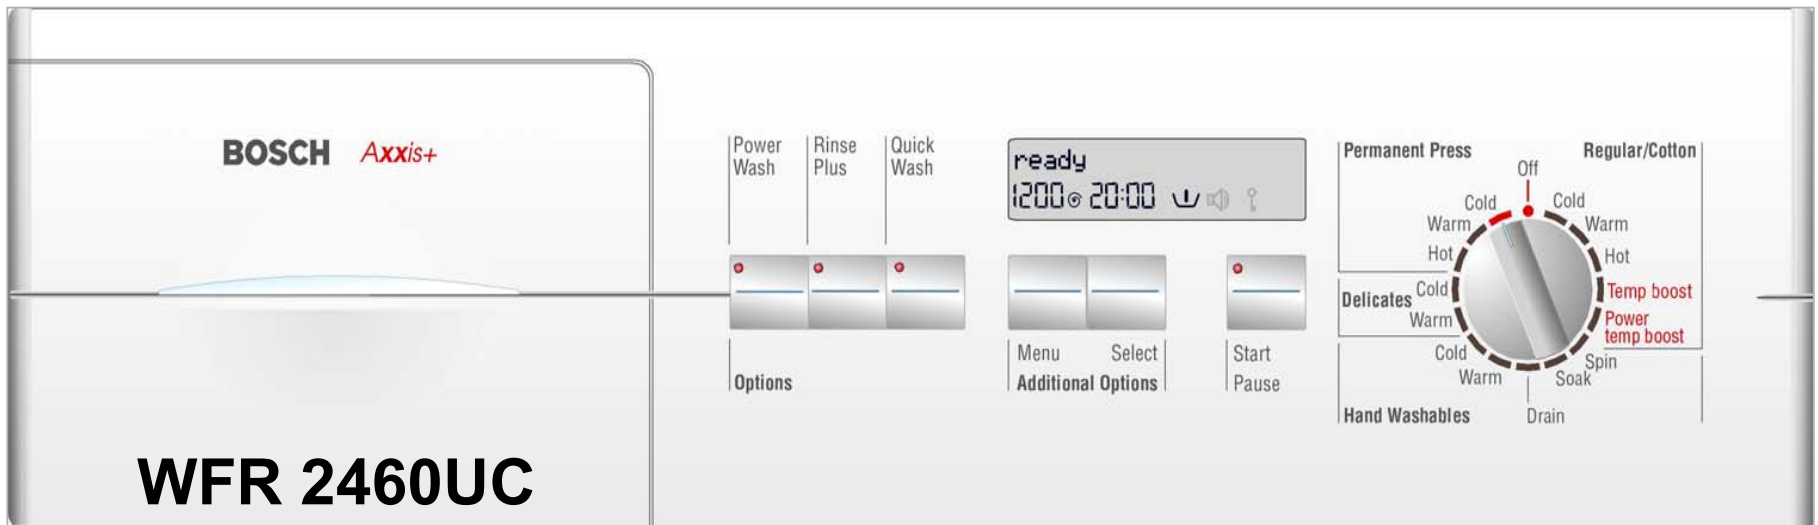 BOSCH Axxis+
WFR 2460UC
Power
Wash
Rinse
Plus
Quick
Wash
Options
ready
1200 20:00
Menu Select
Additional Options
Start
Pause
Permanent Press
Regular/Cotton
Off
Cold
Warm
Hot
Delicates
Cold
Warm
Cold
Warm
Hand Washables
Cold
Warm
Hot
Temp boost
Power
temp boost
Spin
Soak
Drain